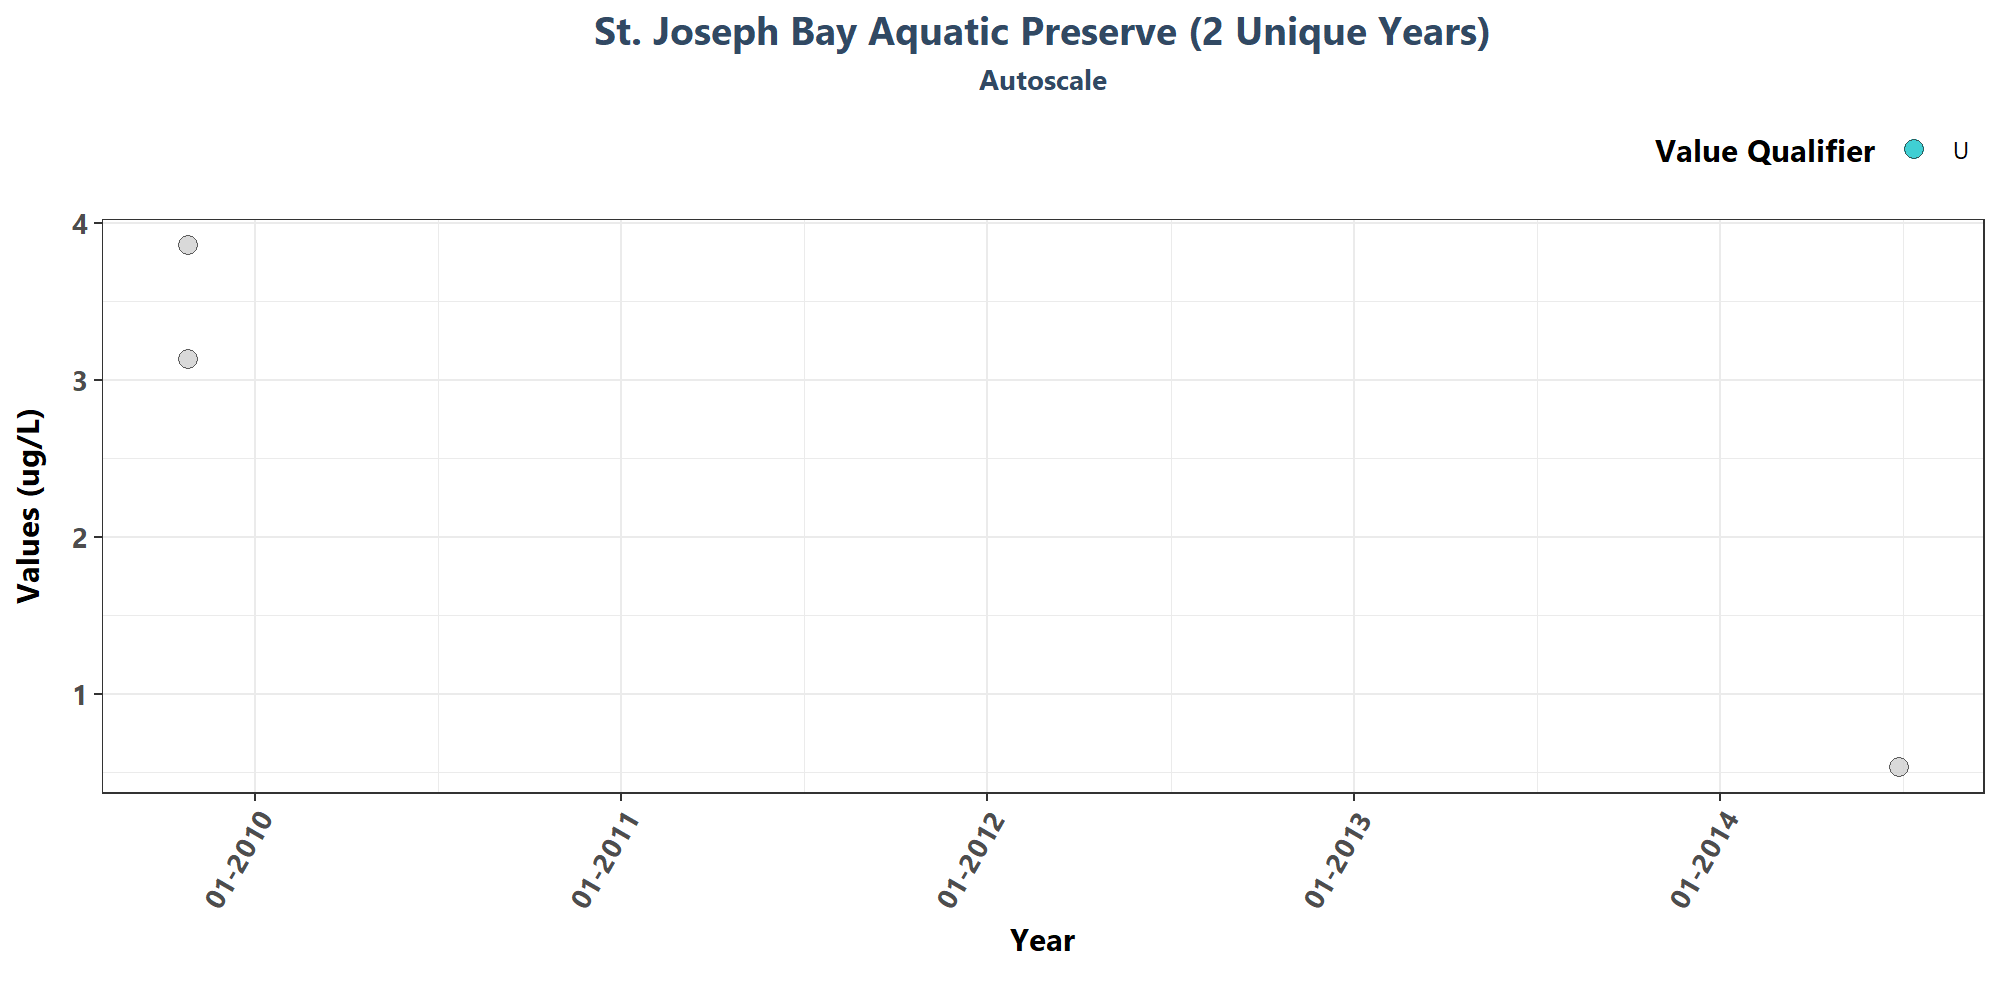 St. Joseph Bay Aquatic Preserve (2 Unique Years)
Autoscale
Value Qualifier U
4
3
2
1
Values (ug/L)
01-2010
01-2011
01-2012
01-2013
01-2014
Year